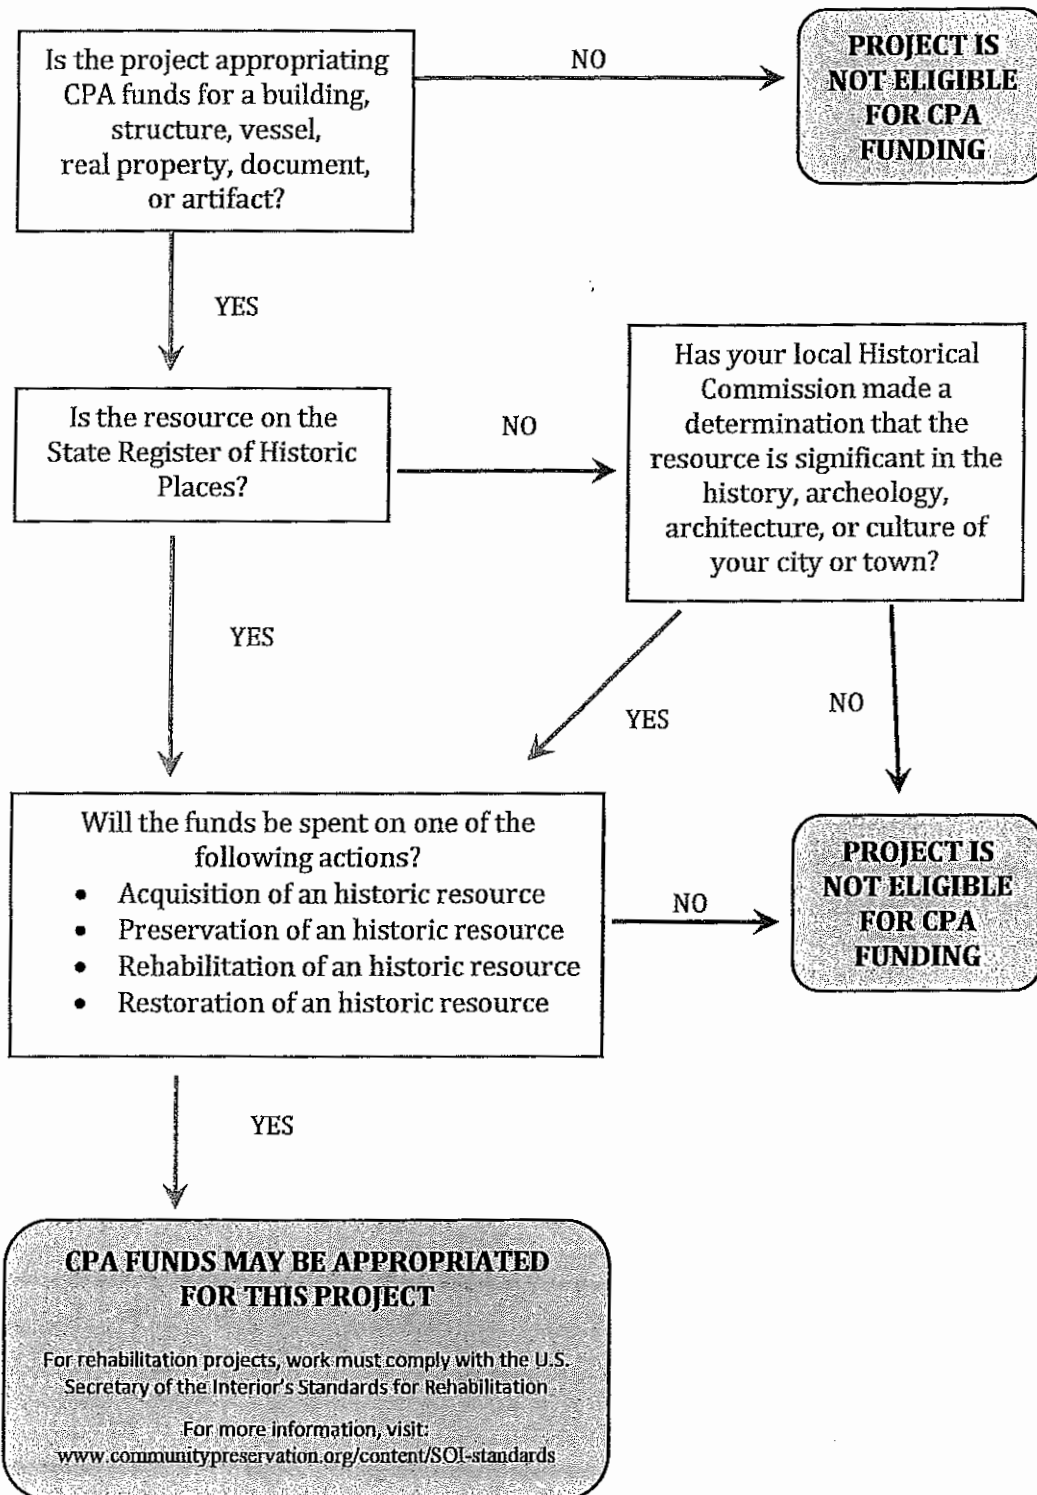 Is the project appropriating
CPA funds for a building,
structure, vessel,
real property, document,
or artifact?
NO
PROJECT IS
NOT ELIGIBLE
FOR CPA
FUNDING
YES
Is the resource on the
State Register of Historic
Places?
NO
Has your local Historical
Commission made a
determination that the
resource is significant in the
history, archeology,
architecture, or culture of
your city or town?
YES
YES
NO
Will the funds be spent on one of the
following actions?
• Acquisition of an historic resource
• Preservation of an historic resource
• Rehabilitation of an historic resource
• Restoration of an historic resource
NO
PROJECT IS
NOT ELIGIBLE
FOR CPA
FUNDING
YES
CPA FUNDS MAY BE APPROPRIATED
FOR THIS PROJECT
For rehabilitation projects, work must comply with the U.S.
Secretary of the Interior's Standards for Rehabilitation
For more information, visit:
www.communitypreservation.org/content/SOI-standards